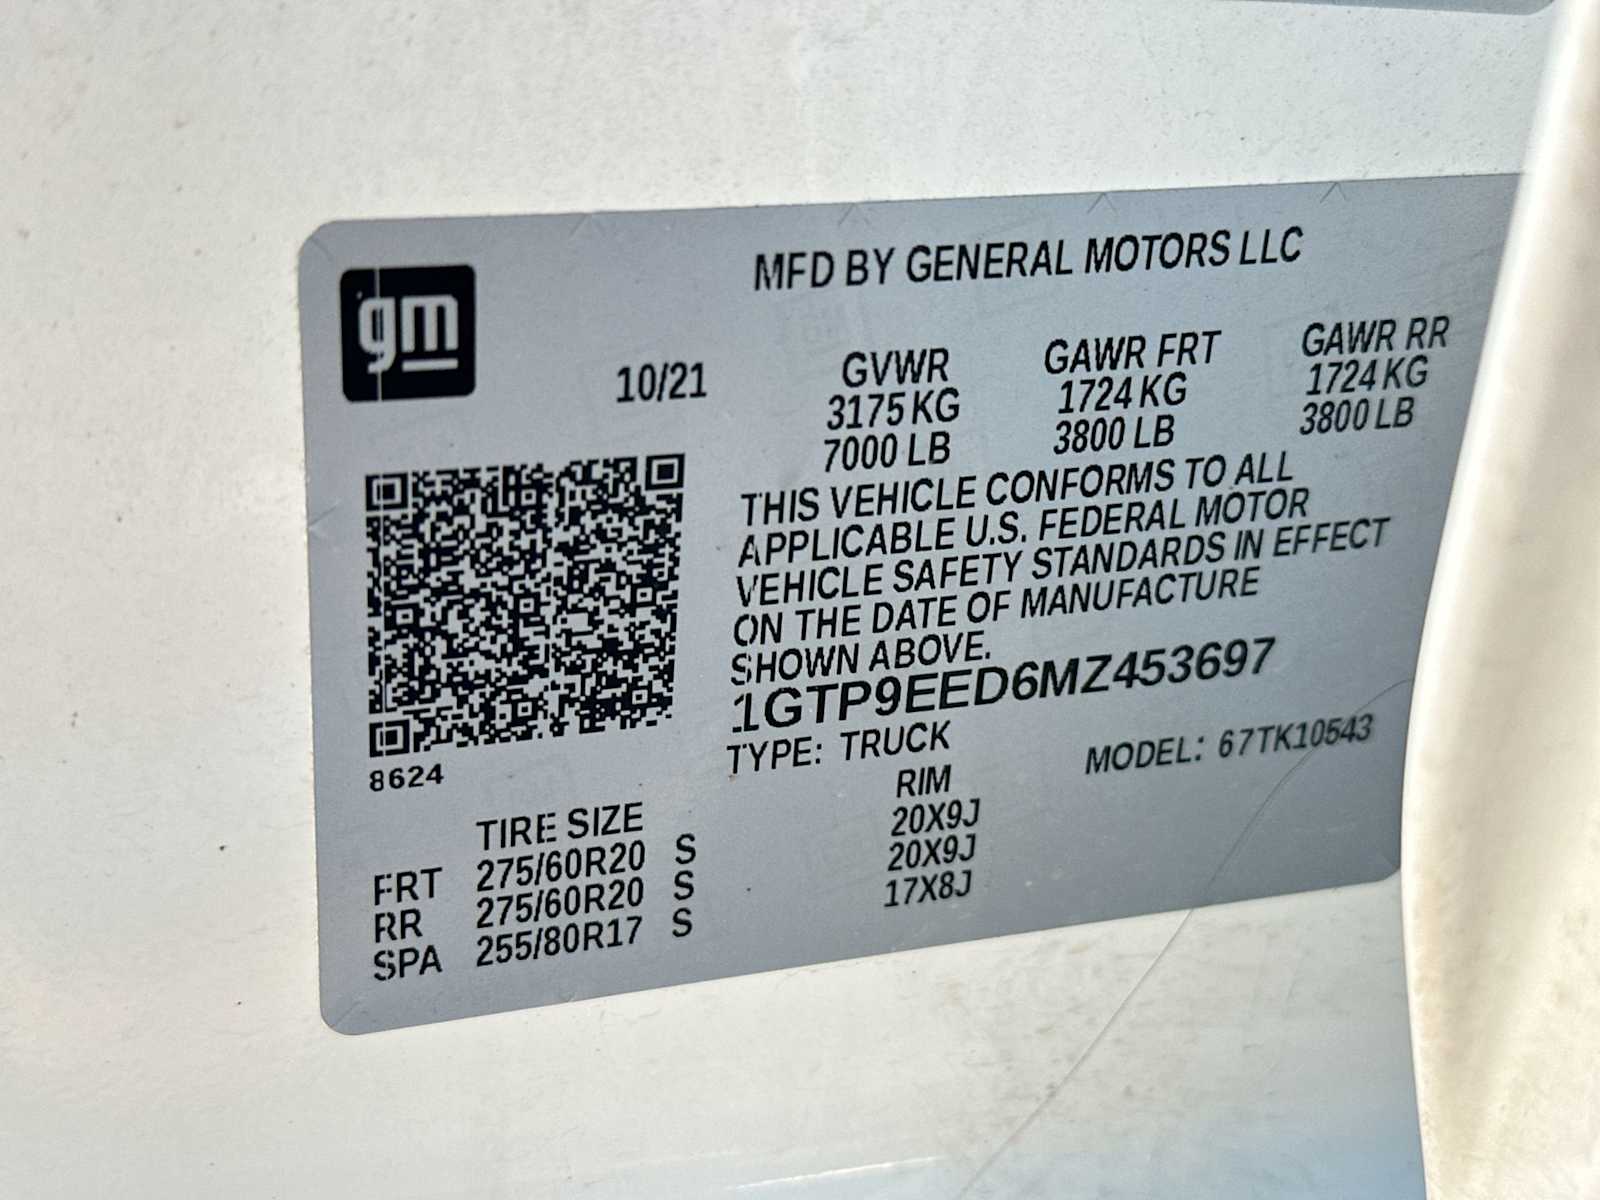 gm
MFD BY GENERAL MOTORS LLC
10/21 GVWR GAWR FRT GAWR RR
3175 KG 1724 KG 1724 KG
7000 LB 3800 LB 3800 LB
THIS VEHICLE CONFORMS TO ALL
APPLICABLE U.S. FEDERAL MOTOR
VEHICLE SAFETY STANDARDS IN EFFECT
ON THE DATE OF MANUFACTURE
SHOWN ABOVE.
1GTP9EED6MZ453697
TYPE: TRUCK MODEL: 67TK10543
8624
TIRE SIZE RIM
FRT 275/60R20 S 20X9J
RR 275/60R20 S 20X9J
SPA 255/80R17 S 17X8J